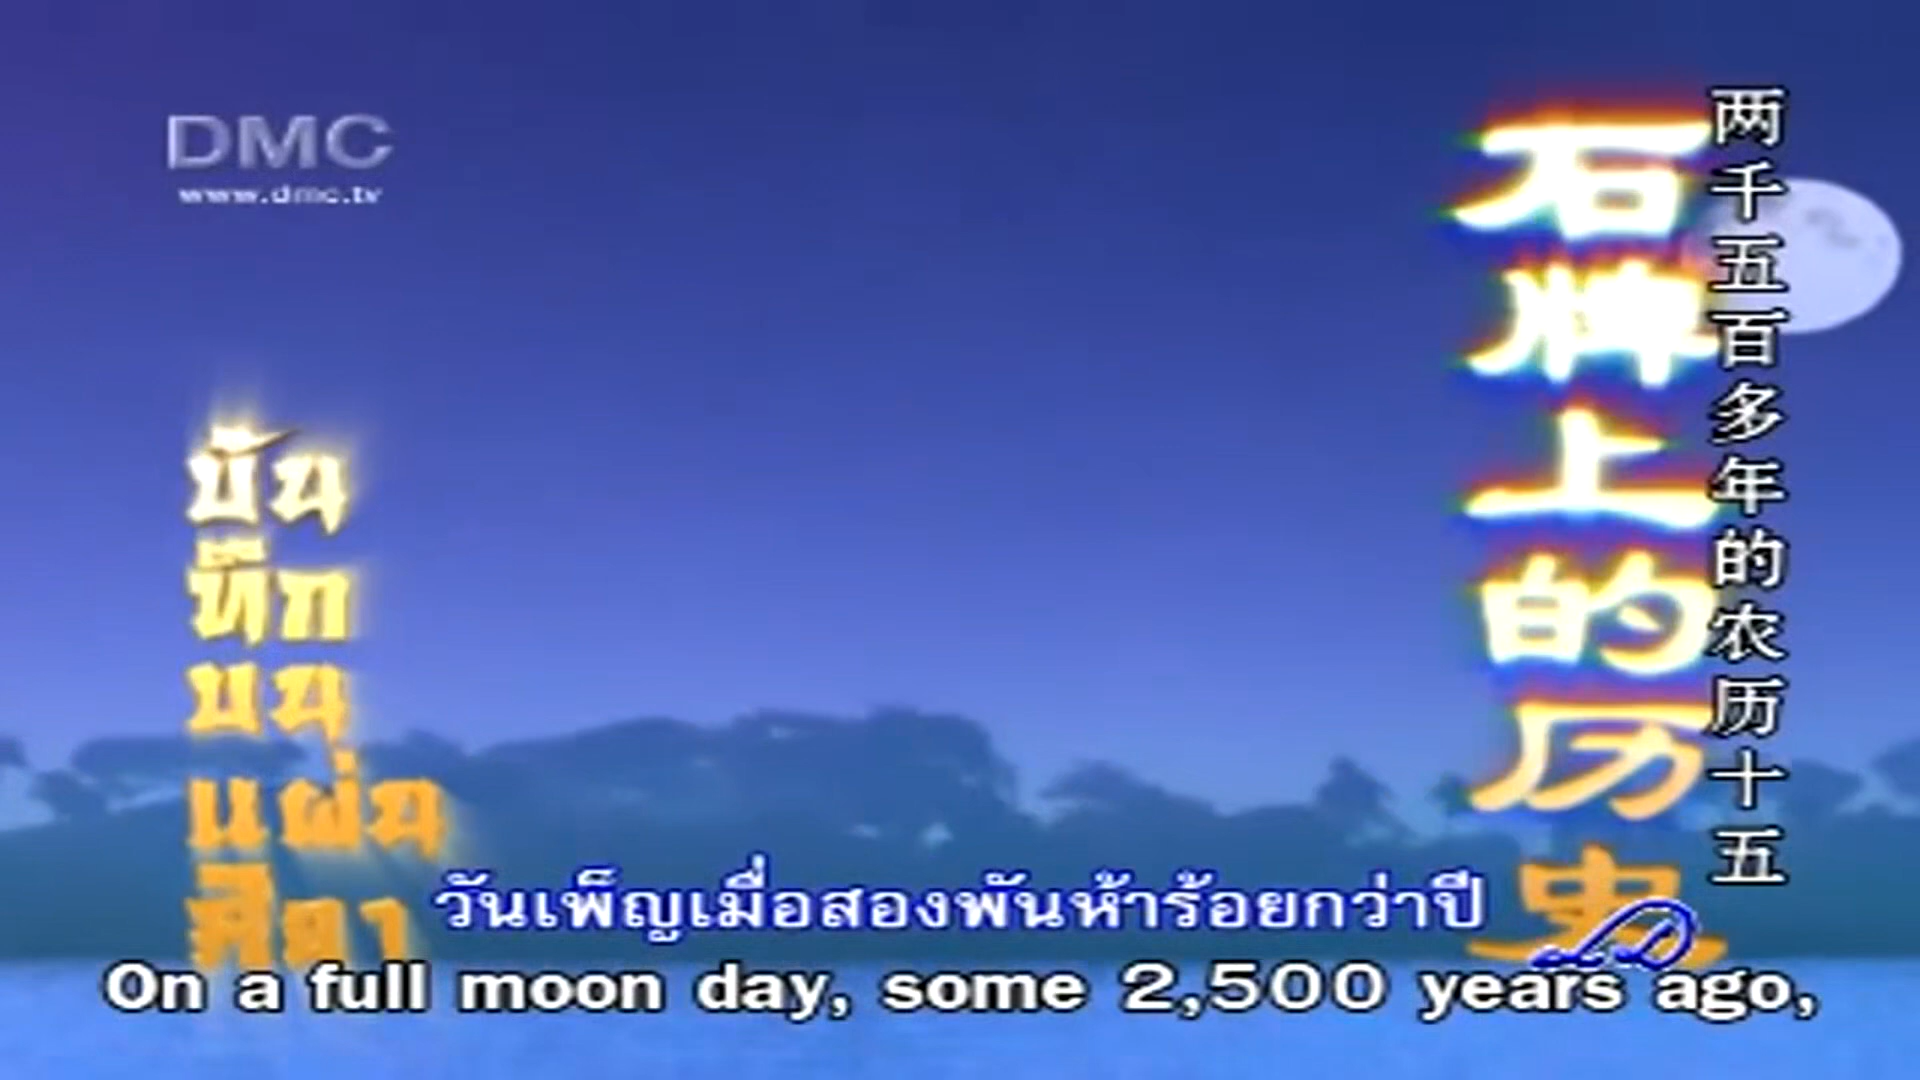 DMC
www.dmc.tv
两千五百多年的农历十五
石牌上的历史
บัน
ทึก
บน
แผ่น
ศิลา
วันเพ็ญเมื่อสองพันห้าร้อยกว่าปี
On a full moon day, some 2,500 years ago,